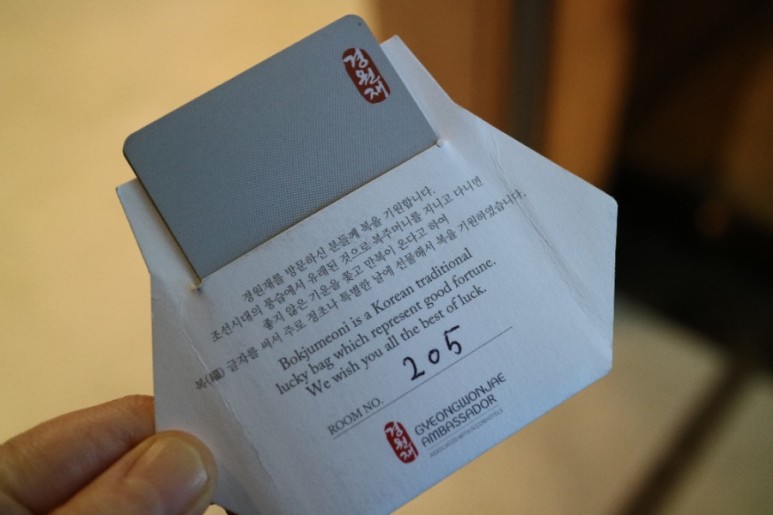 경원재
경원재를 방문하신 분들께 복을 기원합니다.
조선시대의 풍습에서 유래된 것으로 복주머니를 지니고 다니면
좋지 않은 기운을 쫓고 만복이 온다고 하여
복(福) 글자를 써서 주로 정초나 특별한 날에 선물해서 복을 기원하였습니다.
Bokjumeoni is a Korean traditional
lucky bag which represent good fortune.
We wish you all the best of luck.
ROOM NO. 205
경원재
GYEONGWONJAE
AMBASSADOR